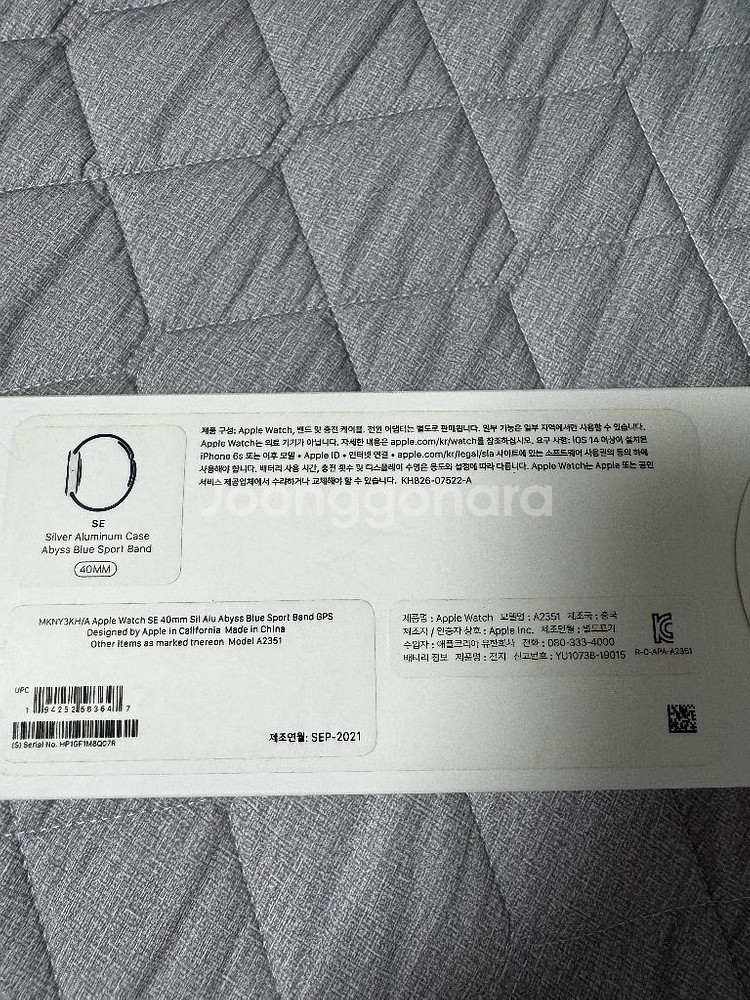 제품 구성: Apple Watch, 밴드 및 충전 케이블. 전원 어댑터는 별도로 판매됩니다. 일부 기능은 일부 지역에서만 사용할 수 있습니다.
Apple Watch는 의료 기기가 아닙니다. 자세한 내용은 apple.com/kr/watch를 참조하십시오. 요구 사항: iOS 14 이상이 설치된
iPhone 6s 또는 이후 모델 • Apple ID • 인터넷 연결 • apple.com/kr/legal/sla 사이트에 있는 소프트웨어 사용권의 동의 하에
사용해야 합니다. 배터리 사용 시간, 충전 횟수 및 디스플레이 수명은 용도와 설정에 따라 다릅니다. Apple Watch는 Apple 또는 공인
서비스 제공업체에서 수리하거나 교체해야 할 수 있습니다. KH826-07522-A
Joonggonara
SE
Silver Aluminum Case
Abyss Blue Sport Band
40MM
MKNY3KH/A Apple Watch SE 40mm Sil Alu Abyss Blue Sport Band GPS
Designed by Apple in California Made in China
Other items as marked thereon Model A2351
UPC
1 94252 58364 7
(S) Serial No. HP1GF1M8Q07R
제조연월: SEP-2021
제품명 : Apple Watch 모델명 : A2351 제조국 : 중국
제조자 / 인증자 상호 : Apple Inc. 제조연월 : 별도표기
수입자 : 애플코리아 유한회사 전화 : 080-333-4000
배터리 정보 제품명 : 전지 신고번호 : YU10738-19015
R-C-APA-A2351